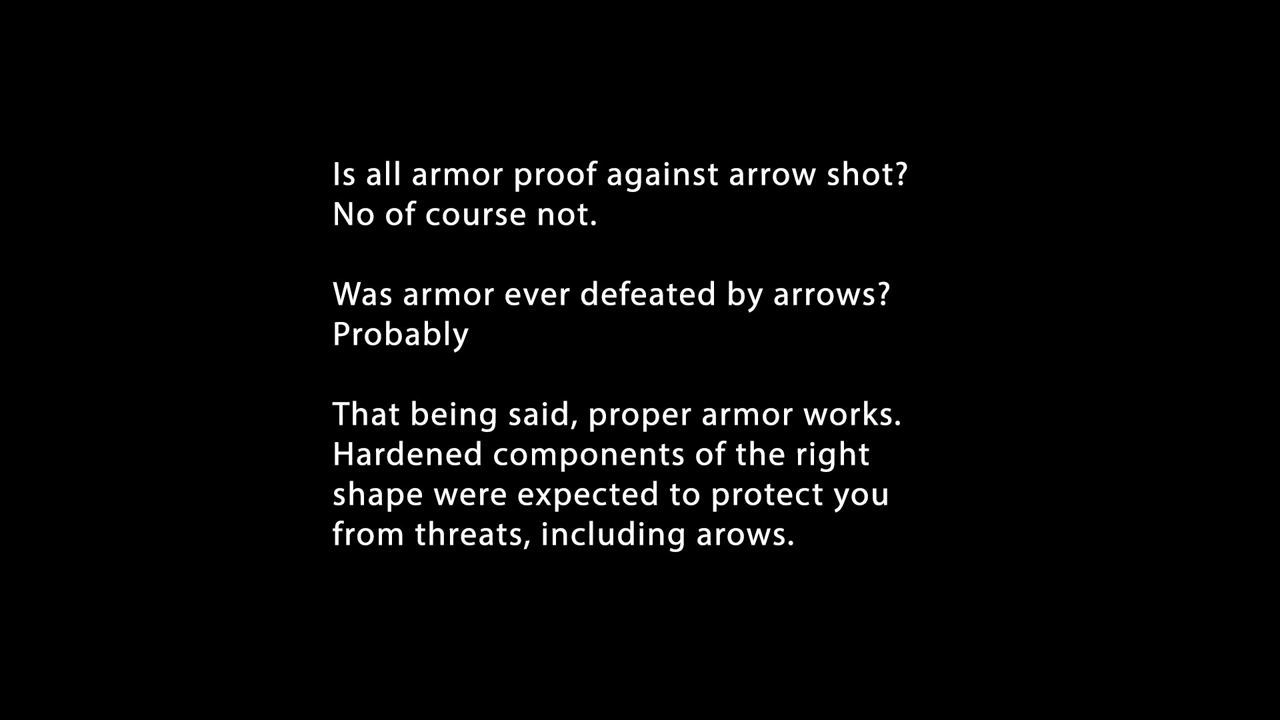 Is all armor proof against arrow shot?
No of course not.
Was armor ever defeated by arrows?
Probably
That being said, proper armor works.
Hardened components of the right
shape were expected to protect you
from threats, including arows.